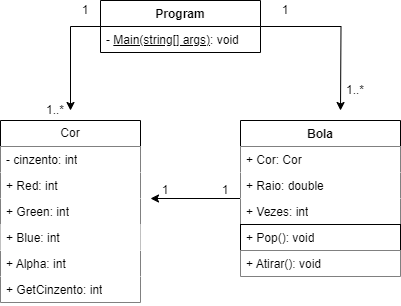 Program
- Main(string[] args): void
1
1
1..*
1..*
Cor
- cinzento: int
+ Red: int
+ Green: int
+ Blue: int
+ Alpha: int
+ GetCinzento: int
1
1
Bola
+ Cor: Cor
+ Raio: double
+ Vezes: int
+ Pop(): void
+ Atirar(): void